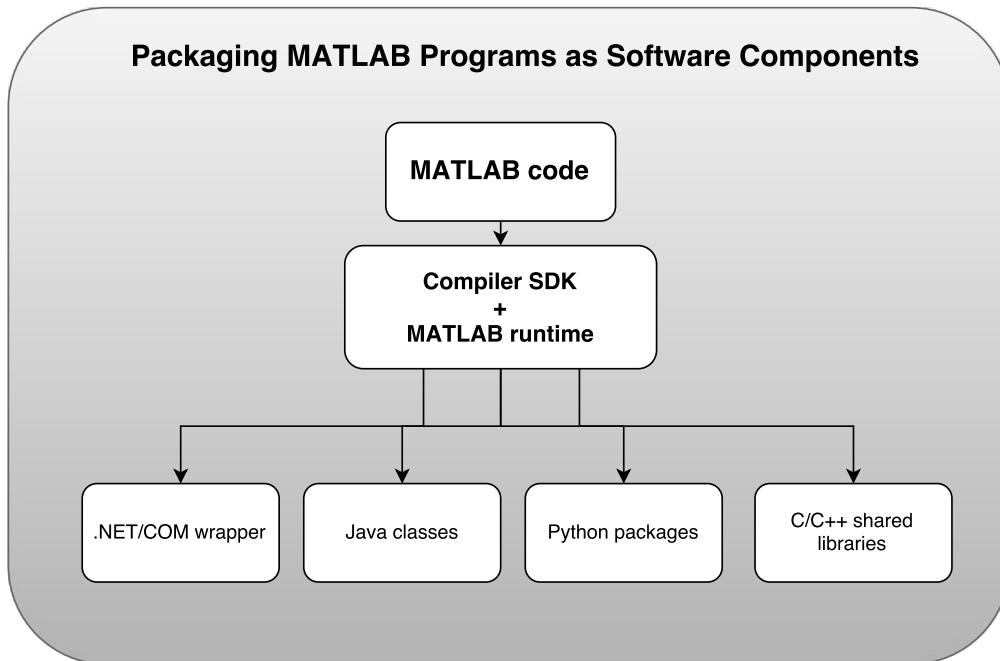 Packaging MATLAB Programs as Software Components
MATLAB code
Compiler SDK
+
MATLAB runtime
.NET/COM wrapper
Java classes
Python packages
C/C++ shared
libraries